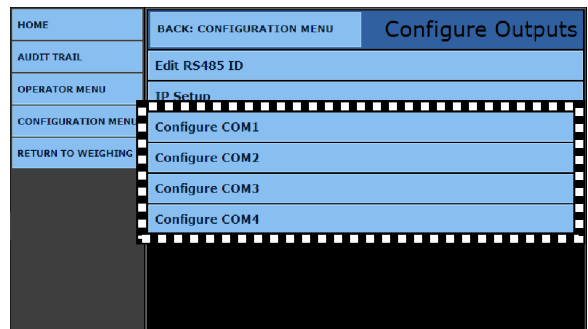 HOME
AUDIT TRAIL
OPERATOR MENU
CONFIGURATION MENU
RETURN TO WEIGHING
BACK: CONFIGURATION MENU
Configure Outputs
Edit RS485 ID
IP Setup
Configure COM1
Configure COM2
Configure COM3
Configure COM4